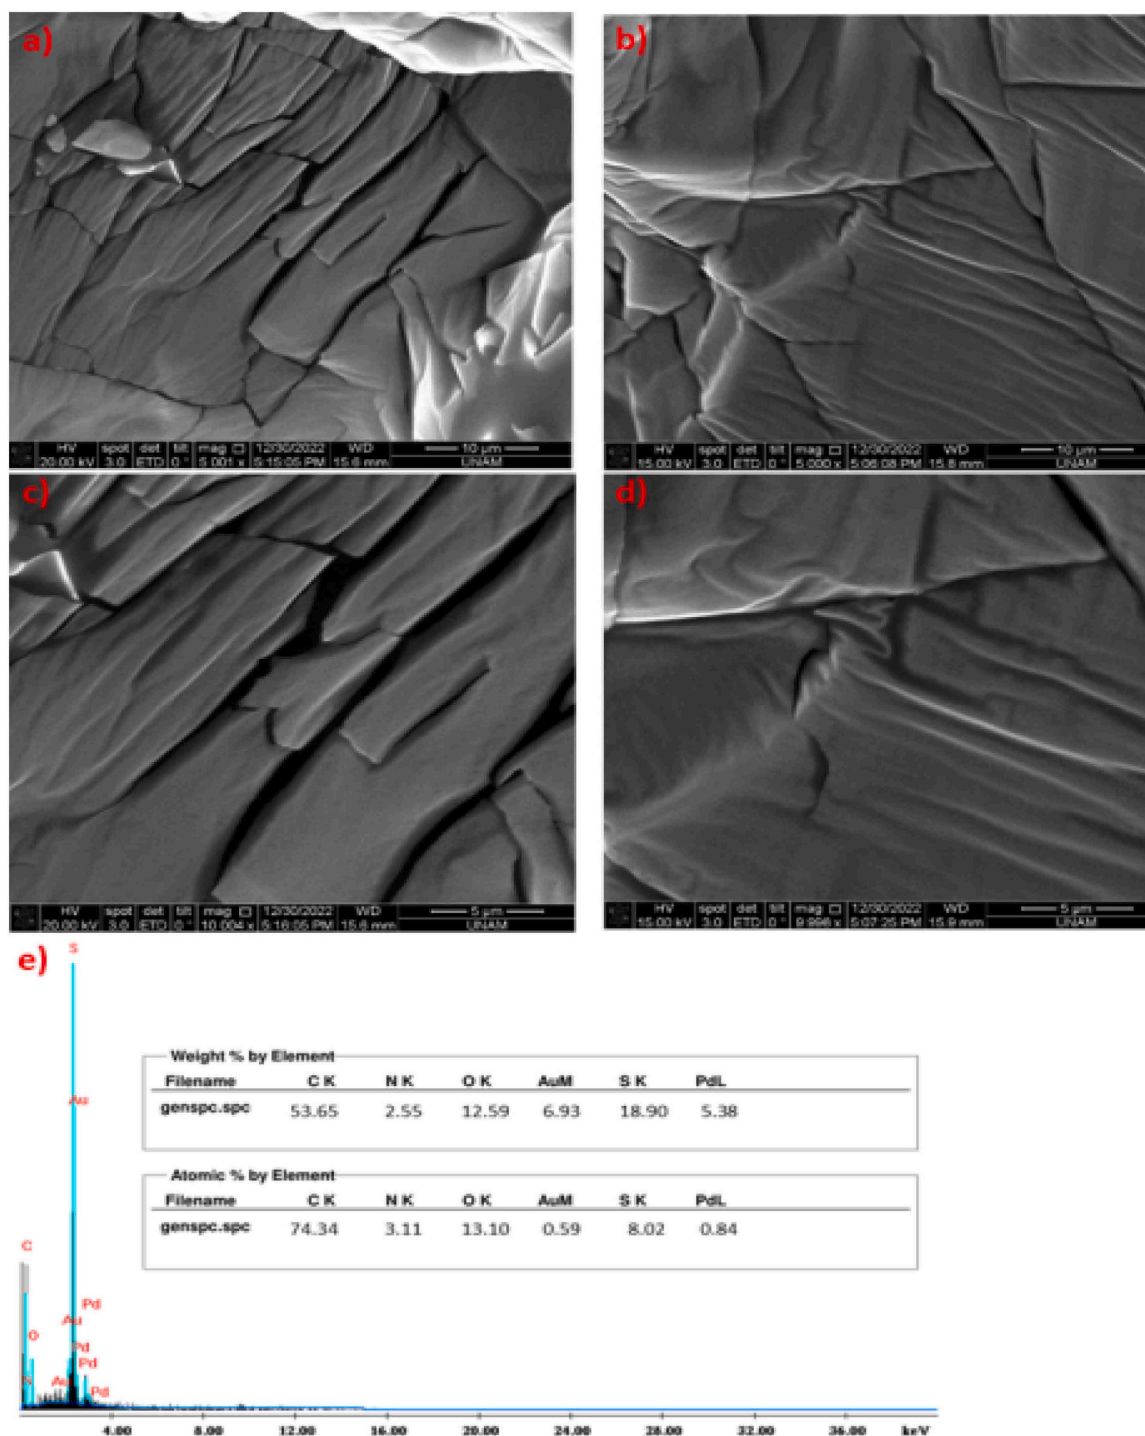 a)
HV spot det tilt mag 12/30/2022 WD 10 µm
20.00 kV 3.0 ETD 0° 5 001 x 5:15:05 PM 15.6 mm UNAM
b)
HV spot det tilt mag 12/30/2022 WD 10 µm
15.00 kV 3.0 ETD 0° 5 000 x 5:06:08 PM 15.8 mm UNAM
c)
HV spot det tilt mag 12/30/2022 WD 5 µm
20.00 kV 3.0 ETD 0° 10 004 x 5:16:05 PM 15.6 mm UNAM
d)
HV spot det tilt mag 12/30/2022 WD 5 µm
15.00 kV 3.0 ETD 0° 9 998 x 5:07:25 PM 15.9 mm UNAM
e)
S
Au
C
Pd
Au
O
Pd
Pd
N
Au
Pd
Weight % by Element
Filename C K N K O K AuM S K PdL
genspc.spc 53.65 2.55 12.59 6.93 18.90 5.38
Atomic % by Element
Filename C K N K O K AuM S K PdL
genspc.spc 74.34 3.11 13.10 0.59 8.02 0.84
4.00 8.00 12.00 16.00 20.00 24.00 28.00 32.00 36.00 keV